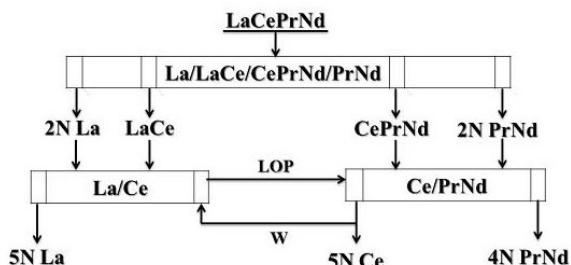 LaCePrNd
La/LaCe/CePrNd/PrNd
2N La LaCe CePrNd 2N PrNd
La/Ce LOP Ce/PrNd
W
5N La 5N Ce 4N PrNd